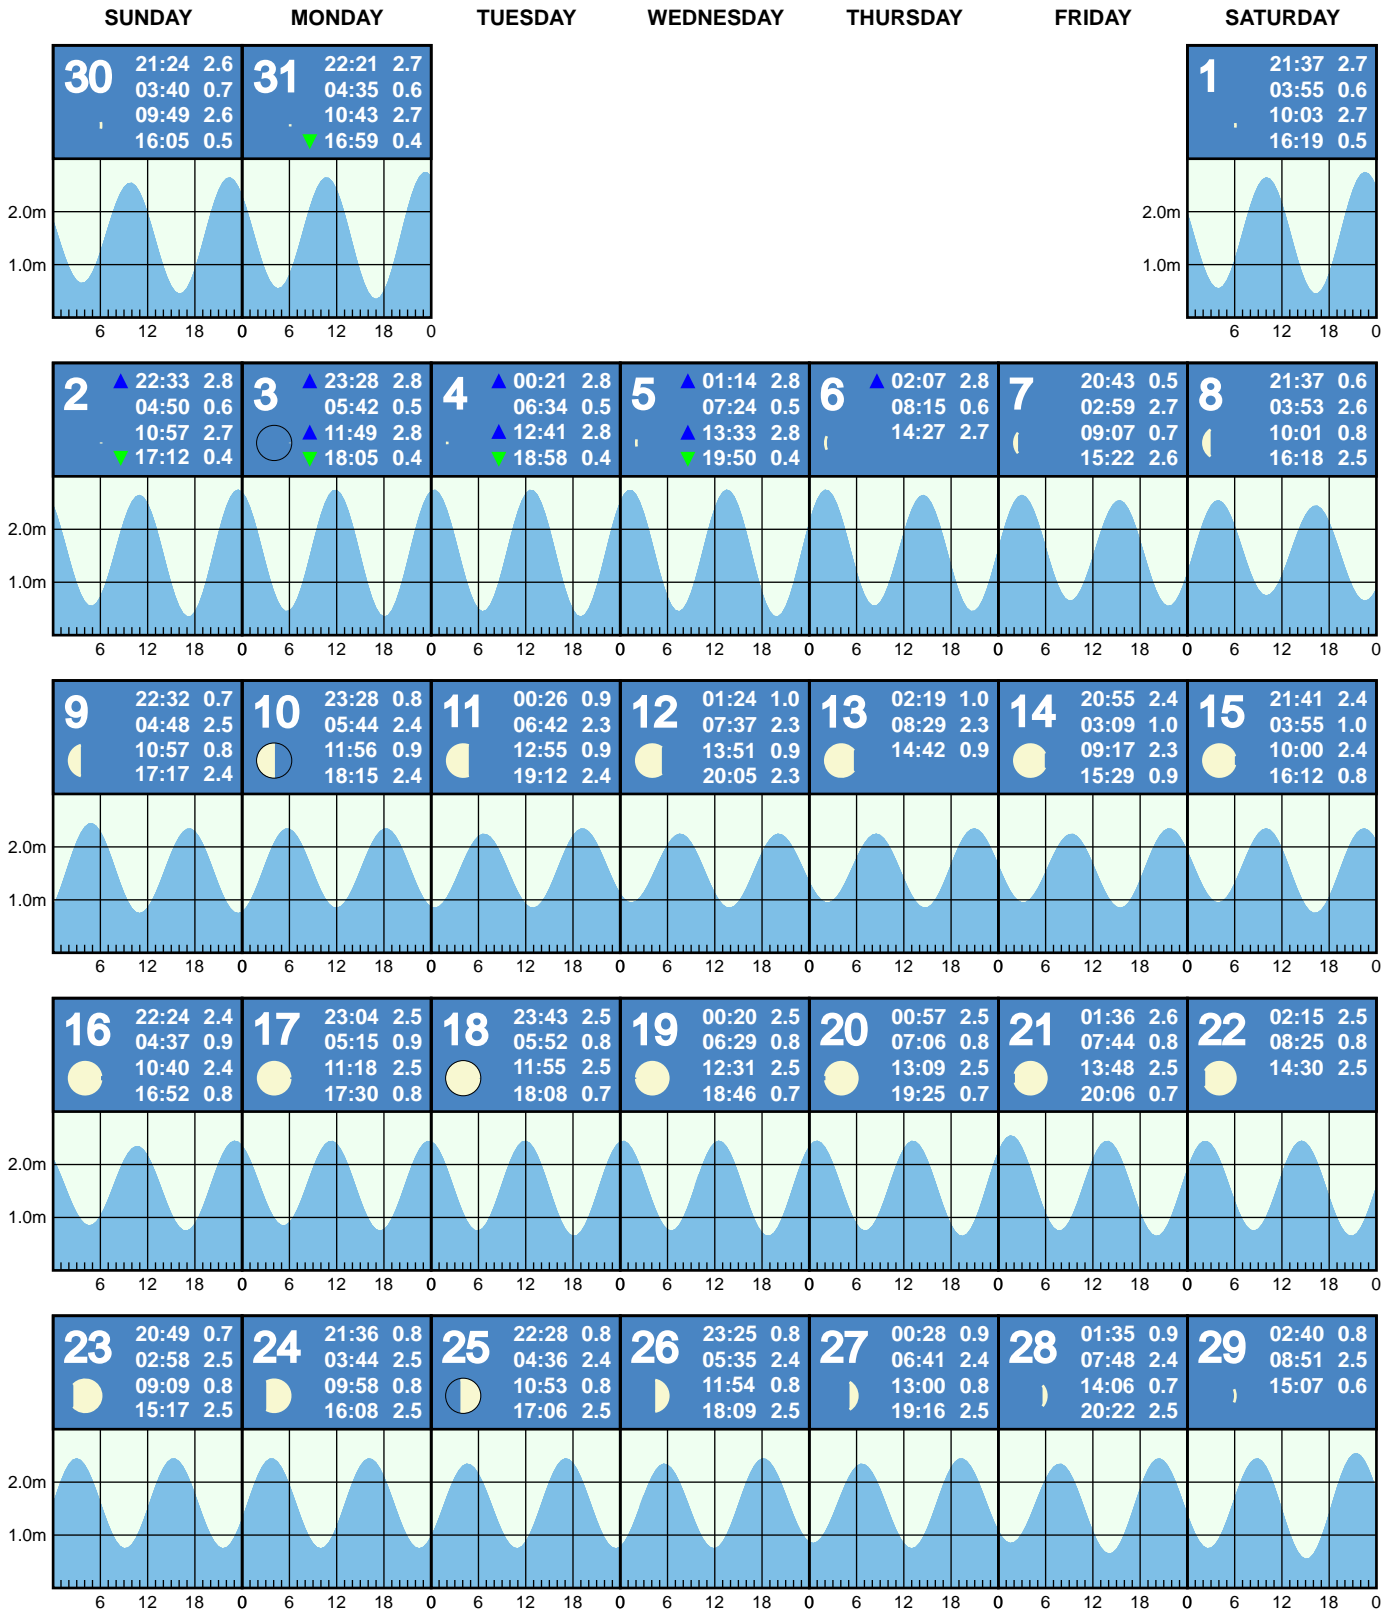 SUNDAY MONDAY TUESDAY WEDNESDAY THURSDAY FRIDAY SATURDAY
30 21:24 2.6
03:40 0.7
09:49 2.6
16:05 0.5
31 22:21 2.7
04:35 0.6
10:43 2.7
16:59 0.4
1 21:37 2.7
03:55 0.6
10:03 2.7
16:19 0.5
2.0m 2.0m
1.0m 1.0m
6 12 18 0 6 12 18 0 6 12 18 0
2 22:33 2.8
04:50 0.6
10:57 2.7
17:12 0.4
3 23:28 2.8
05:42 0.5
11:49 2.8
18:05 0.4
4 00:21 2.8
06:34 0.5
12:41 2.8
18:58 0.4
5 01:14 2.8
07:24 0.5
13:33 2.8
19:50 0.4
6 02:07 2.8
08:15 0.6
14:27 2.7
7 20:43 0.5
02:59 2.7
09:07 0.7
15:22 2.6
8 21:37 0.6
03:53 2.6
10:01 0.8
16:18 2.5
2.0m
1.0m
6 12 18 0 6 12 18 0 6 12 18 0 6 12 18 0 6 12 18 0 6 12 18 0 6 12 18 0
9 22:32 0.7
04:48 2.5
10:57 0.8
17:17 2.4
10 23:28 0.8
05:44 2.4
11:56 0.9
18:15 2.4
11 00:26 0.9
06:42 2.3
12:55 0.9
19:12 2.4
12 01:24 1.0
07:37 2.3
13:51 0.9
20:05 2.3
13 02:19 1.0
08:29 2.3
14:42 0.9
14 20:55 2.4
03:09 1.0
09:17 2.3
15:29 0.9
15 21:41 2.4
03:55 1.0
10:00 2.4
16:12 0.8
2.0m
1.0m
6 12 18 0 6 12 18 0 6 12 18 0 6 12 18 0 6 12 18 0 6 12 18 0 6 12 18 0
16 22:24 2.4
04:37 0.9
10:40 2.4
16:52 0.8
17 23:04 2.5
05:15 0.9
11:18 2.5
17:30 0.8
18 23:43 2.5
05:52 0.8
11:55 2.5
18:08 0.7
19 00:20 2.5
06:29 0.8
12:31 2.5
18:46 0.7
20 00:57 2.5
07:06 0.8
13:09 2.5
19:25 0.7
21 01:36 2.6
07:44 0.8
13:48 2.5
20:06 0.7
22 02:15 2.5
08:25 0.8
14:30 2.5
2.0m
1.0m
6 12 18 0 6 12 18 0 6 12 18 0 6 12 18 0 6 12 18 0 6 12 18 0 6 12 18 0
23 20:49 0.7
02:58 2.5
09:09 0.8
15:17 2.5
24 21:36 0.8
03:44 2.5
09:58 0.8
16:08 2.5
25 22:28 0.8
04:36 2.4
10:53 0.8
17:06 2.5
26 23:25 0.8
05:35 2.4
11:54 0.8
18:09 2.5
27 00:28 0.9
06:41 2.4
13:00 0.8
19:16 2.5
28 01:35 0.9
07:48 2.4
14:06 0.7
20:22 2.5
29 02:40 0.8
08:51 2.5
15:07 0.6
2.0m
1.0m
6 12 18 0 6 12 18 0 6 12 18 0 6 12 18 0 6 12 18 0 6 12 18 0 6 12 18 0